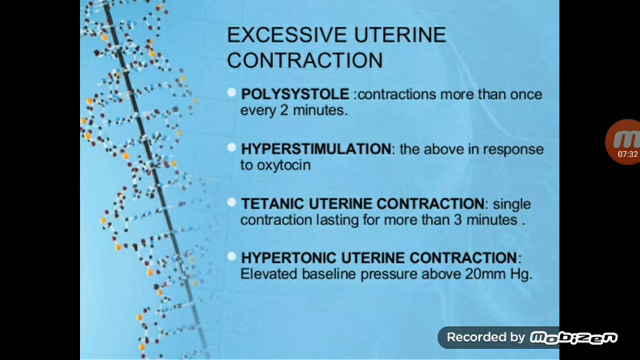 EXCESSIVE UTERINE
CONTRACTION
POLYSYSTOLE :contractions more than once
every 2 minutes.
HYPERSTIMULATION: the above in response
to oxytocin
TETANIC UTERINE CONTRACTION: single
contraction lasting for more than 3 minutes .
HYPERTONIC UTERINE CONTRACTION:
Elevated baseline pressure above 20mm Hg.
07:32
Recorded by mobizen